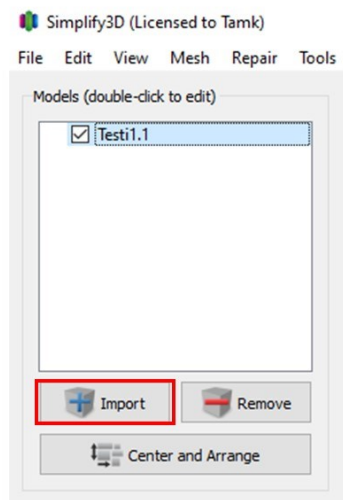 Simplify3D (Licensed to Tamk)
File Edit View Mesh Repair Tools
Models (double-click to edit)
Testi1.1
Import Remove
Center and Arrange